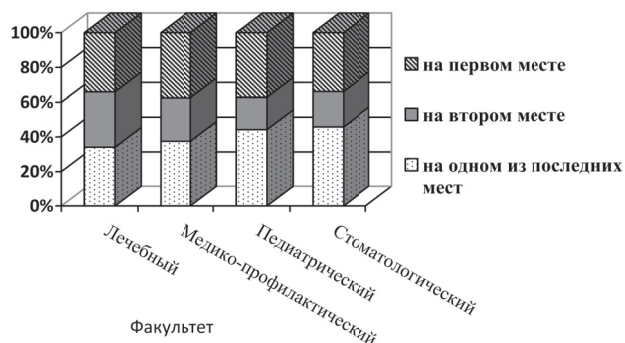 100%
80%
60%
40%
20%
0%
на первом месте
на втором месте
на одном из последних
мест
Лечебный
Медико-профилактический
Педиатрический
Стоматологический
Факультет